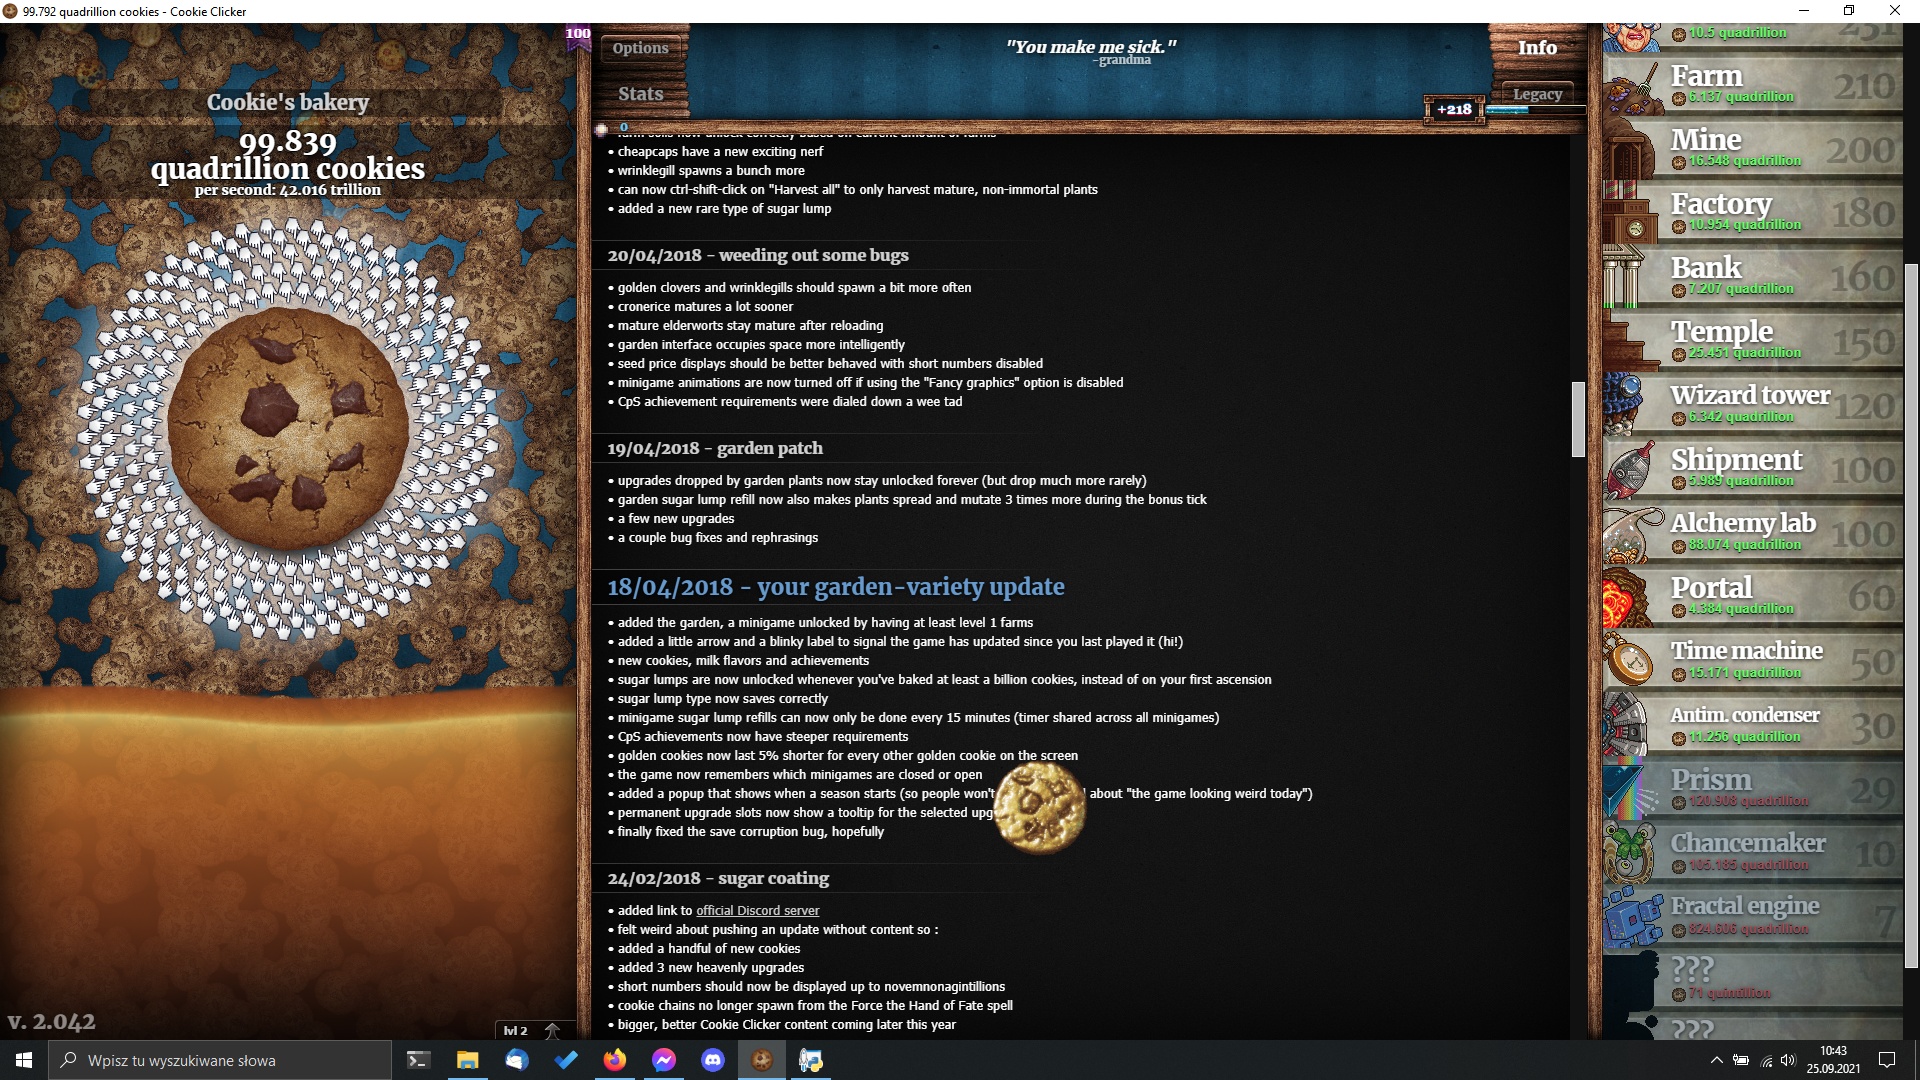 99.792 quadrillion cookies - Cookie Clicker
Cookie's bakery
99.839
quadrillion cookies
per second: 42.016 trillion
v. 2.042
lvl 2
100
Options
Stats
0
"You make me sick."
-grandma
Info
Legacy
+218
• cheapcaps have a new exciting nerf
• wrinklegill spawns a bunch more
• can now ctrl-shift-click on "Harvest all" to only harvest mature, non-immortal plants
• added a new rare type of sugar lump
20/04/2018 - weeding out some bugs
• golden clovers and wrinklegills should spawn a bit more often
• cronerice matures a lot sooner
• mature elderworts stay mature after reloading
• garden interface occupies space more intelligently
• seed price displays should be better behaved with short numbers disabled
• minigame animations are now turned off if using the "Fancy graphics" option is disabled
• CpS achievement requirements were dialed down a wee tad
19/04/2018 - garden patch
• upgrades dropped by garden plants now stay unlocked forever (but drop much more rarely)
• garden sugar lump refill now also makes plants spread and mutate 3 times more during the bonus tick
• a few new upgrades
• a couple bug fixes and rephrasings
18/04/2018 - your garden-variety update
• added the garden, a minigame unlocked by having at least level 1 farms
• added a little arrow and a blinky label to signal the game has updated since you last played it (hi!)
• new cookies, milk flavors and achievements
• sugar lumps are now unlocked whenever you've baked at least a billion cookies, instead of on your first ascension
• sugar lump type now saves correctly
• minigame sugar lump refills can now only be done every 15 minutes (timer shared across all minigames)
• CpS achievements now have steeper requirements
• golden cookies now last 5% shorter for every other golden cookie on the screen
• the game now remembers which minigames are closed or open
• added a popup that shows when a season starts (so people won't about "the game looking weird today")
• permanent upgrade slots now show a tooltip for the selected upg
• finally fixed the save corruption bug, hopefully
24/02/2018 - sugar coating
• added link to official Discord server
• felt weird about pushing an update without content so :
• added a handful of new cookies
• added 3 new heavenly upgrades
• short numbers should now be displayed up to novemnonagintillions
• cookie chains no longer spawn from the Force the Hand of Fate spell
• bigger, better Cookie Clicker content coming later this year
10.5 quadrillion
231
Farm
6.137 quadrillion
210
Mine
16.548 quadrillion
200
Factory
10.954 quadrillion
180
Bank
7.207 quadrillion
160
Temple
25.451 quadrillion
150
Wizard tower
6.342 quadrillion
120
Shipment
5.989 quadrillion
100
Alchemy lab
88.074 quadrillion
100
Portal
4.384 quadrillion
60
Time machine
15.171 quadrillion
50
Antim. condenser
11.256 quadrillion
30
Prism
120.908 quadrillion
29
Chancemaker
105.185 quadrillion
10
Fractal engine
824.606 quadrillion
7
???
71 quintillion
???
Wpisz tu wyszukiwane słowa
10:43
25.09.2021